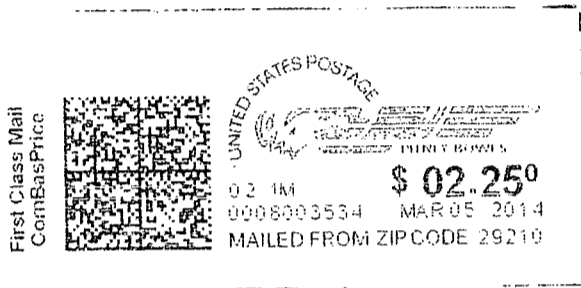 First Class Mail
ComBasPrice
UNITED STATES POSTAGE
PITNEY BOWES
$ 02.25⁰
02 1M
0008003534 MAR 05 2014
MAILED FROM ZIP CODE 29210